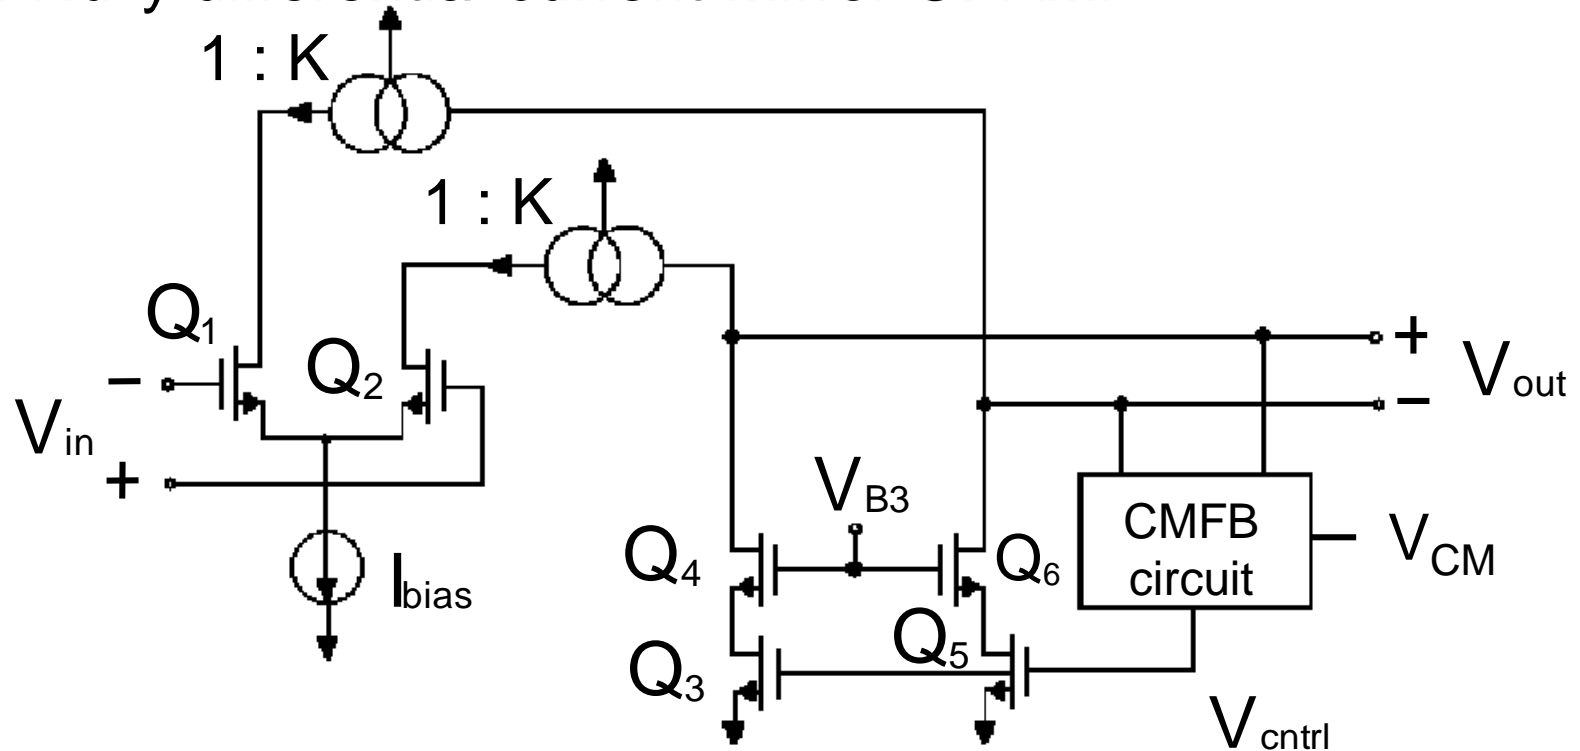 1 : K
1 : K
Q1
Q2
−
Vin
+
Ibias
+
Vout
−
VB3
Q4
Q6
CMFB
circuit
VCM
Q5
Q3
Vcntrl